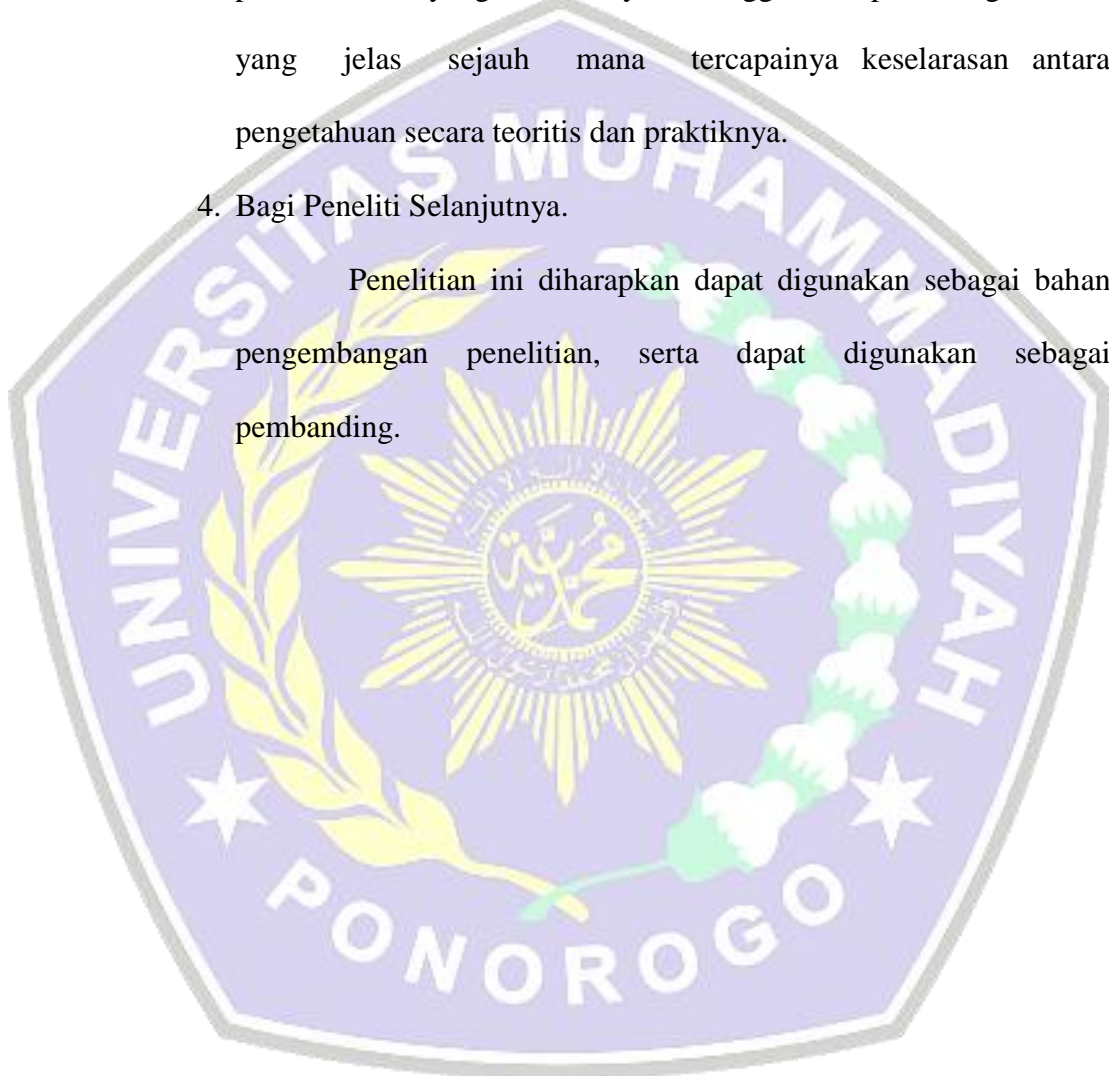 yang jelas sejauh mana tercapainya keselarasan antara
pengetahuan secara teoritis dan praktiknya.
4. Bagi Peneliti Selanjutnya.
Penelitian ini diharapkan dapat digunakan sebagai bahan
pengembangan penelitian, serta dapat digunakan sebagai
pembanding.
UNIVERSITAS MUHAMMADIYAH
PONOROGO
محمدية